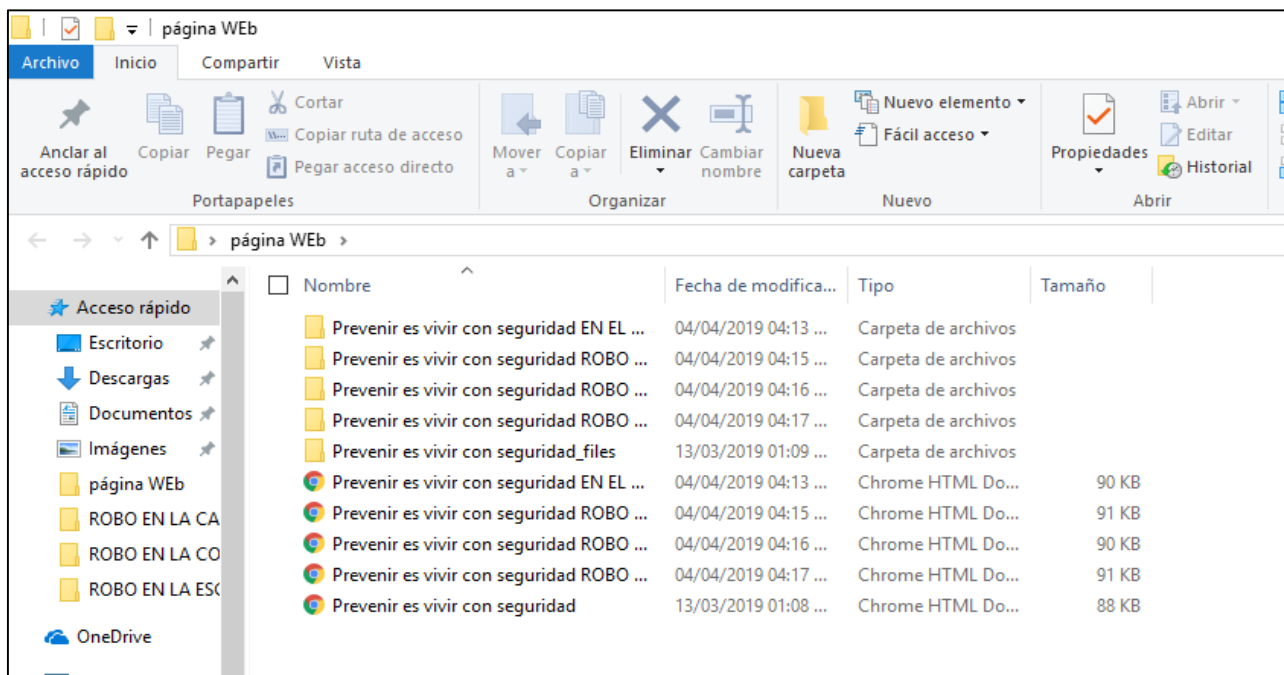 página WEb
Archivo Inicio Compartir Vista
Anclar al acceso rápido
Copiar
Pegar
Cortar
Copiar ruta de acceso
Pegar acceso directo
Portapapeles
Mover a
Copiar a
Eliminar
Cambiar nombre
Organizar
Nueva carpeta
Nuevo elemento
Fácil acceso
Nuevo
Propiedades
Abrir
Editar
Historial
Abrir
página WEb
Acceso rápido
Escritorio
Descargas
Documentos
Imágenes
página WEb
ROBO EN LA CA
ROBO EN LA CO
ROBO EN LA ESC
OneDrive
Nombre Fecha de modifica... Tipo Tamaño
Prevenir es vivir con seguridad EN EL ... 04/04/2019 04:13 ... Carpeta de archivos
Prevenir es vivir con seguridad ROBO ... 04/04/2019 04:15 ... Carpeta de archivos
Prevenir es vivir con seguridad ROBO ... 04/04/2019 04:16 ... Carpeta de archivos
Prevenir es vivir con seguridad ROBO ... 04/04/2019 04:17 ... Carpeta de archivos
Prevenir es vivir con seguridad_files 13/03/2019 01:09 ... Carpeta de archivos
Prevenir es vivir con seguridad EN EL ... 04/04/2019 04:13 ... Chrome HTML Do... 90 KB
Prevenir es vivir con seguridad ROBO ... 04/04/2019 04:15 ... Chrome HTML Do... 91 KB
Prevenir es vivir con seguridad ROBO ... 04/04/2019 04:16 ... Chrome HTML Do... 90 KB
Prevenir es vivir con seguridad ROBO ... 04/04/2019 04:17 ... Chrome HTML Do... 91 KB
Prevenir es vivir con seguridad 13/03/2019 01:08 ... Chrome HTML Do... 88 KB